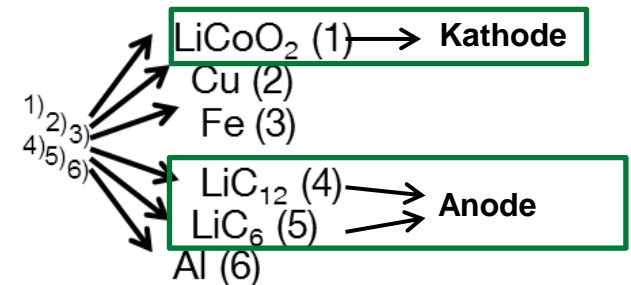 LiCoO₂ (1) Kathode
Cu (2)
1)2)3) Fe (3)
4)5)6) LiC₁₂ (4)
Anode
LiC₆ (5)
Al (6)